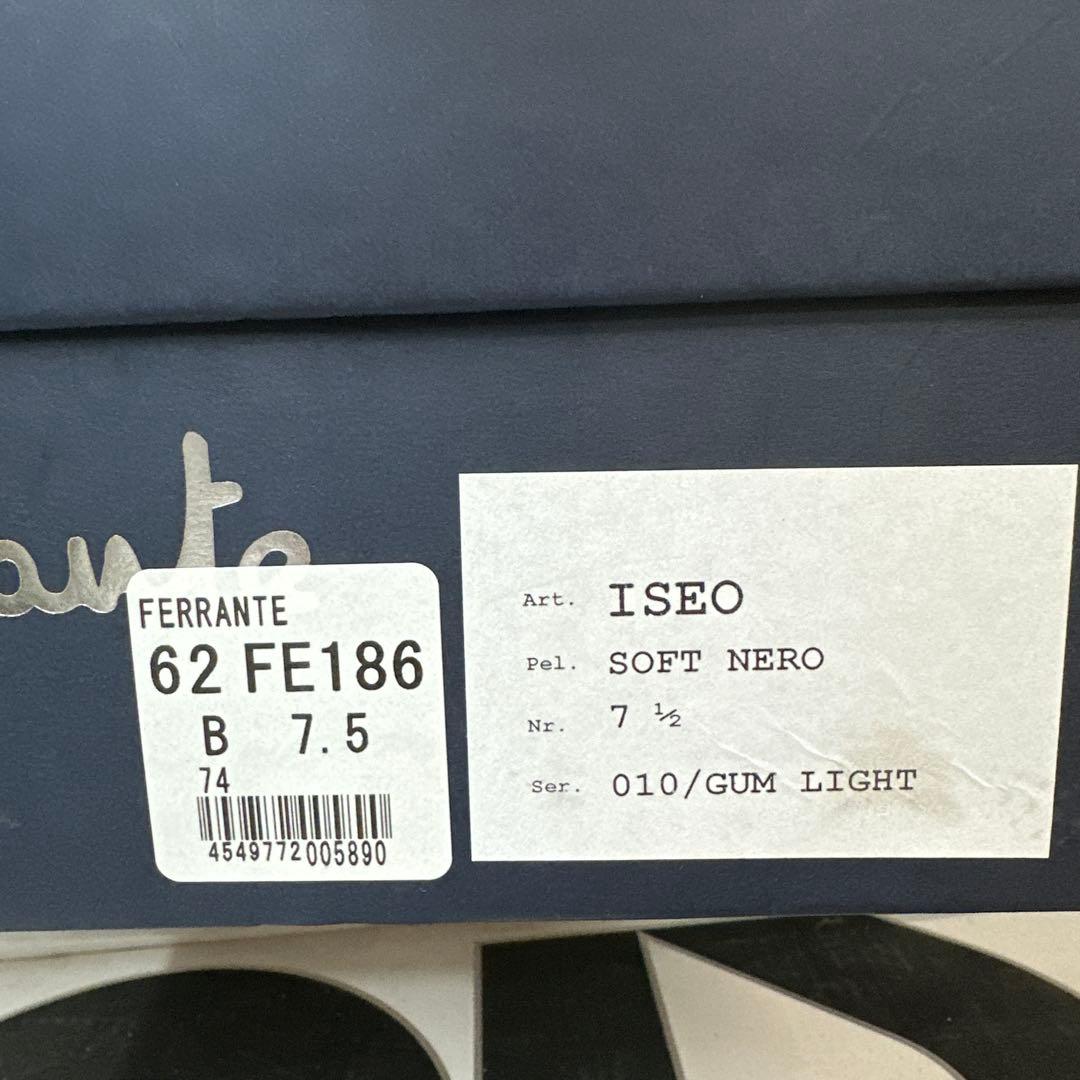 ante
FERRANTE
62 FE186
B 7.5
74
4549772005890
Art. ISEO
Pel. SOFT NERO
Nr. 7 ½
Ser. 010/GUM LIGHT